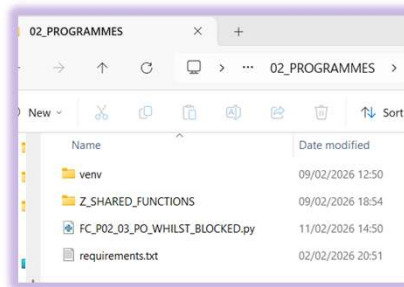 02_PROGRAMMES
02_PROGRAMMES
New Sort
Name Date modified
venv 09/02/2026 12:50
Z_SHARED_FUNCTIONS 09/02/2026 18:54
FC_P02_03_PO_WHILST_BLOCKED.py 11/02/2026 14:50
requirements.txt 02/02/2026 20:51